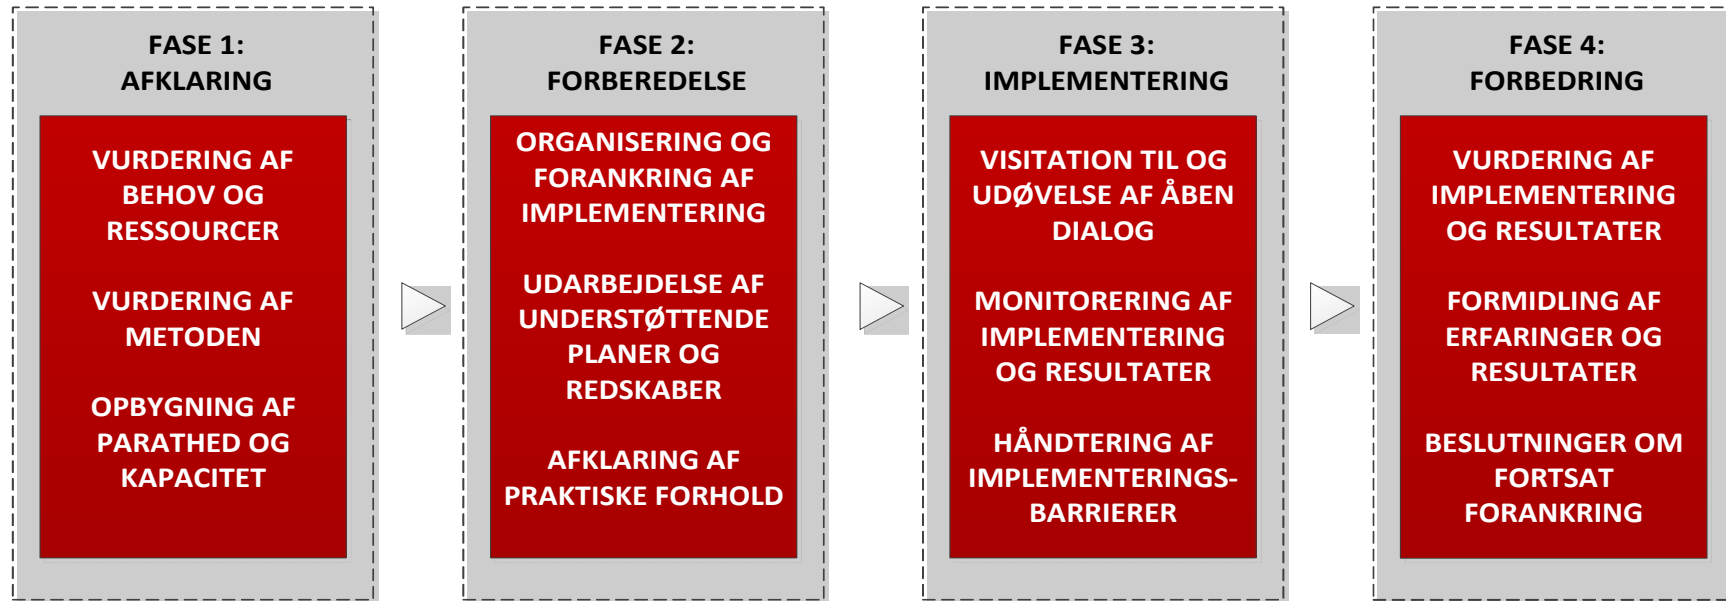 FASE 1:
AFKLARING
VURDERING AF
BEHOV OG
RESSOURCER
VURDERING AF
METODEN
OPBYGNING AF
PARATHED OG
KAPACITET
FASE 2:
FORBEREDELSE
ORGANISERING OG
FORANKRING AF
IMPLEMENTERING
UDARBEJDELSE AF
UNDERSTØTTENDE
PLANER OG
REDSKABER
AFKLARING AF
PRAKTISKE FORHOLD
FASE 3:
IMPLEMENTERING
VISITATION TIL OG
UDØVELSE AF ÅBEN
DIALOG
MONITORERING AF
IMPLEMENTERING
OG RESULTATER
HÅNDTERING AF
IMPLEMENTERINGS-
BARRIERER
FASE 4:
FORBEDRING
VURDERING AF
IMPLEMENTERING
OG RESULTATER
FORMIDLING AF
ERFARINGER OG
RESULTATER
BESLUTNINGER OM
FORTSAT
FORANKRING